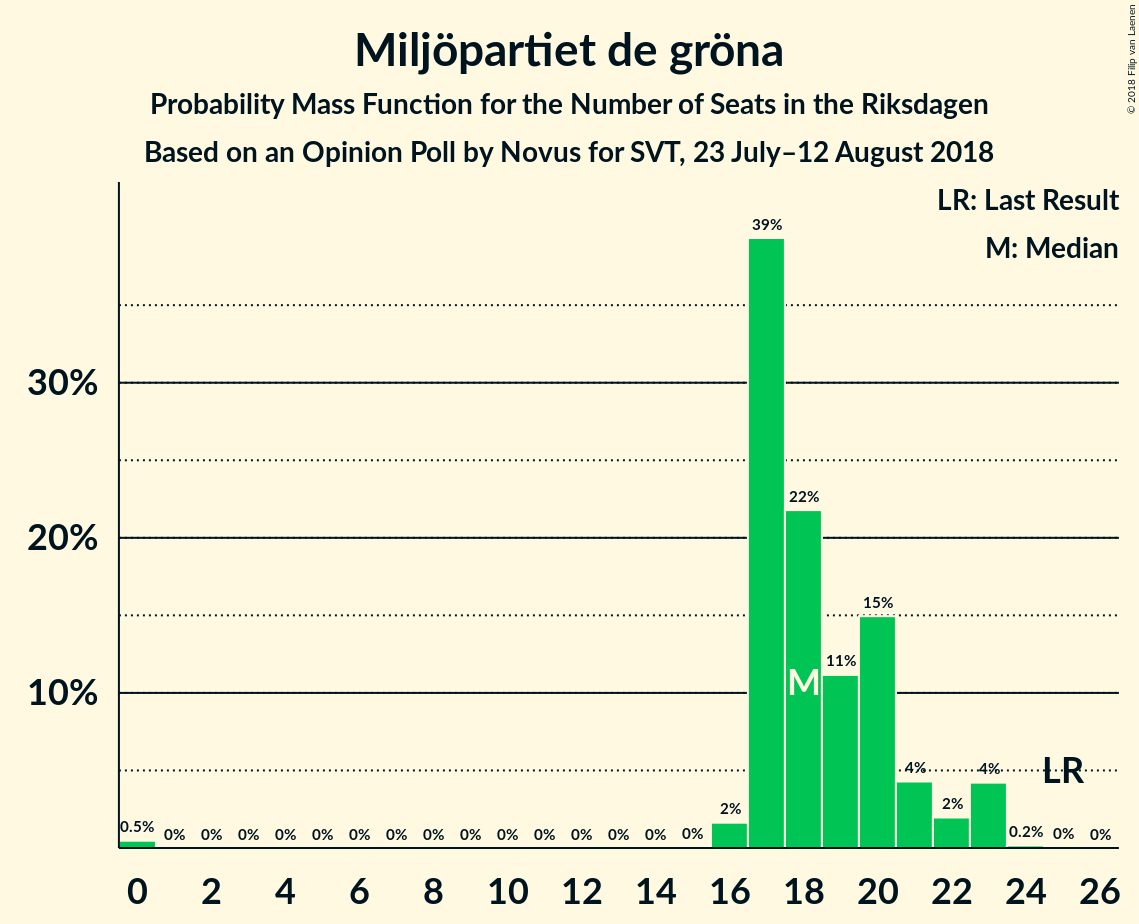 Miljöpartiet de gröna
Probability Mass Function for the Number of Seats in the Riksdagen
Based on an Opinion Poll by Novus for SVT, 23 July–12 August 2018
© 2018 Filip van Laenen
LR: Last Result
M: Median
30%
20%
10%
0.5% 0% 0% 0% 0% 0% 0% 0% 0% 0% 0% 0% 0% 0% 0% 0% 2% 39% 22% 11% 15% 4% 2% 4% 0.2% 0% 0%
M
LR
0 2 4 6 8 10 12 14 16 18 20 22 24 26